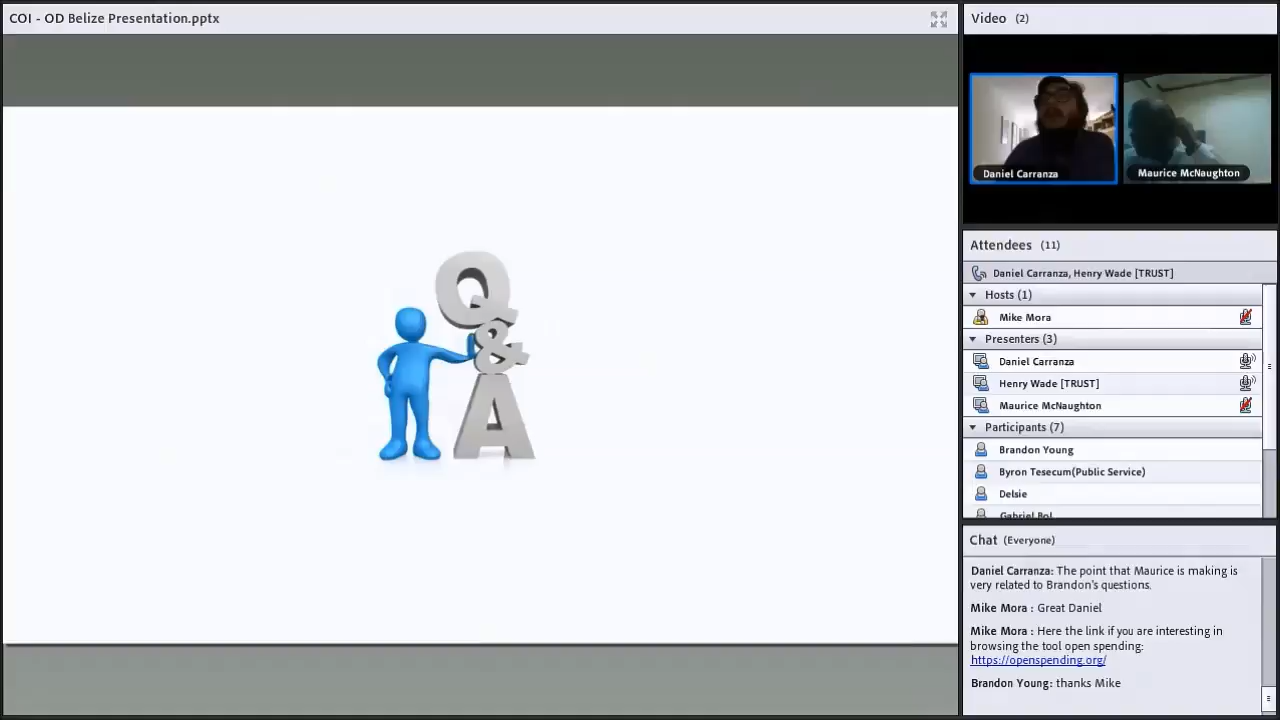 COI - OD Belize Presentation.pptx
Q
&
A
Video (2)
Daniel Carranza
Maurice McNaughton
Attendees (11)
Daniel Carranza, Henry Wade [TRUST]
Hosts (1)
Mike Mora
Presenters (3)
Daniel Carranza
Henry Wade [TRUST]
Maurice McNaughton
Participants (7)
Brandon Young
Byron Tesecum(Public Service)
Delsie
Gabriel Bol
Chat (Everyone)
Daniel Carranza: The point that Maurice is making is
very related to Brandon's questions.
Mike Mora : Great Daniel
Mike Mora : Here the link if you are interesting in
browsing the tool open spending:
https://openspending.org/
Brandon Young: thanks Mike